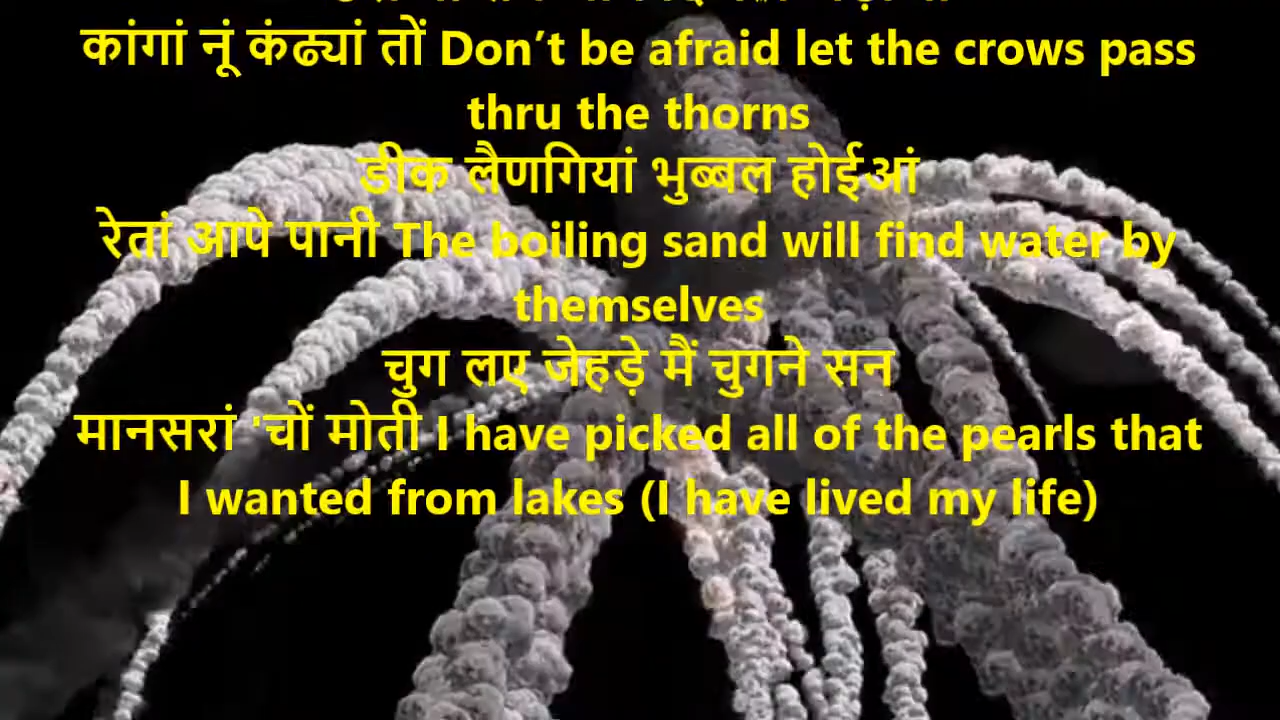 कांगां नूं कंढ्यां तों Don’t be afraid let the crows pass
thru the thorns
डीक लैणगियां भुब्बल होईआं
रेतां आपे पानी The boiling sand will find water by
themselves
चुग लए जेहड़े मैं चुगने सन
मानसरां 'चों मोती I have picked all of the pearls that
I wanted from lakes (I have lived my life)